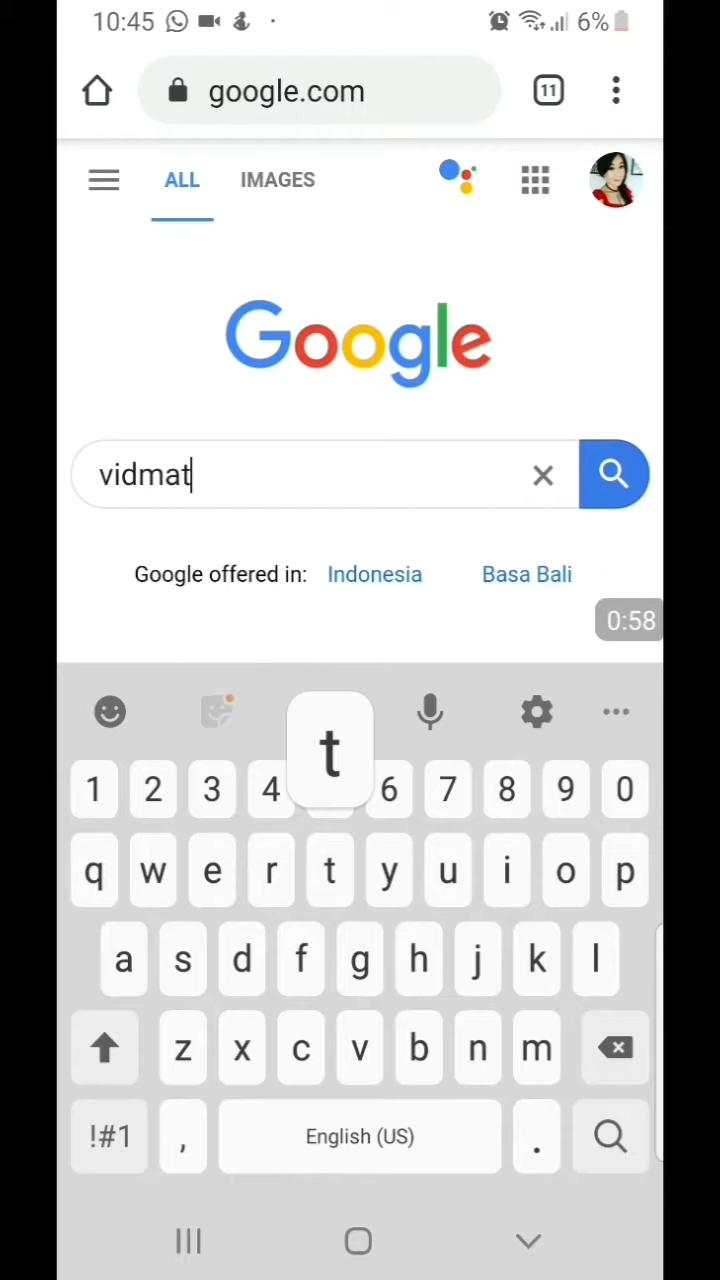 10:45 6%
google.com 11
ALL IMAGES
Google
vidmat
Google offered in: Indonesia Basa Bali
0:58
t
1 2 3 4 6 7 8 9 0
q w e r t y u i o p
a s d f g h j k l
z x c v b n m
!#1 , English (US) .